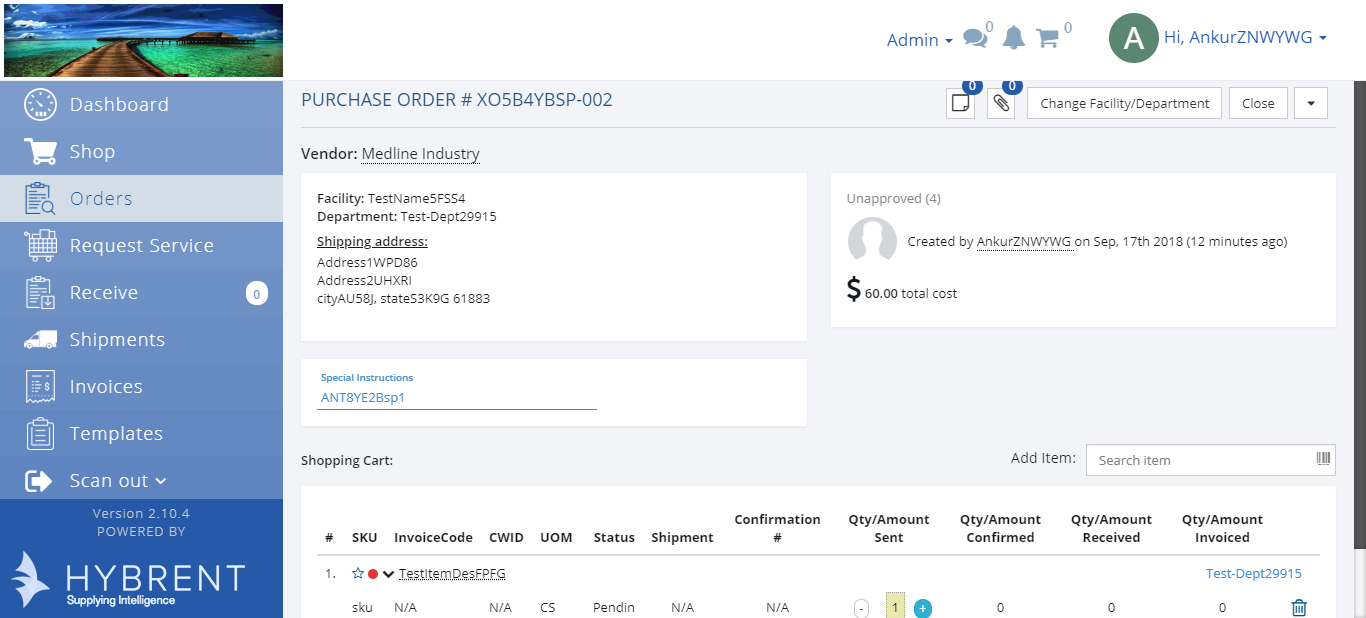 Admin 0 0 A Hi, AnkurZNWYWG
Dashboard
Shop
Orders
Request Service
Receive 0
Shipments
Invoices
Templates
Scan out
Version 2.10.4
POWERED BY
HYBRENT
Supplying Intelligence
PURCHASE ORDER # XO5B4YBSP-002 0 0 Change Facility/Department Close
Vendor: Medline Industry
Facility: TestName5FSS4
Department: Test-Dept29915
Shipping address:
Address1WPD86
Address2UHXRI
cityAU58J, stateS3K9G 61883
Unapproved (4)
Created by AnkurZNWYWG on Sep, 17th 2018 (12 minutes ago)
$ 60.00 total cost
Special Instructions
ANT8YE2Bsp1
Shopping Cart: Add Item: Search item
# SKU InvoiceCode CWID UOM Status Shipment Confirmation # Qty/Amount Sent Qty/Amount Confirmed Qty/Amount Received Qty/Amount Invoiced
1. TestItemDesFPFG Test-Dept29915
sku N/A N/A CS Pendin N/A N/A - 1 + 0 0 0